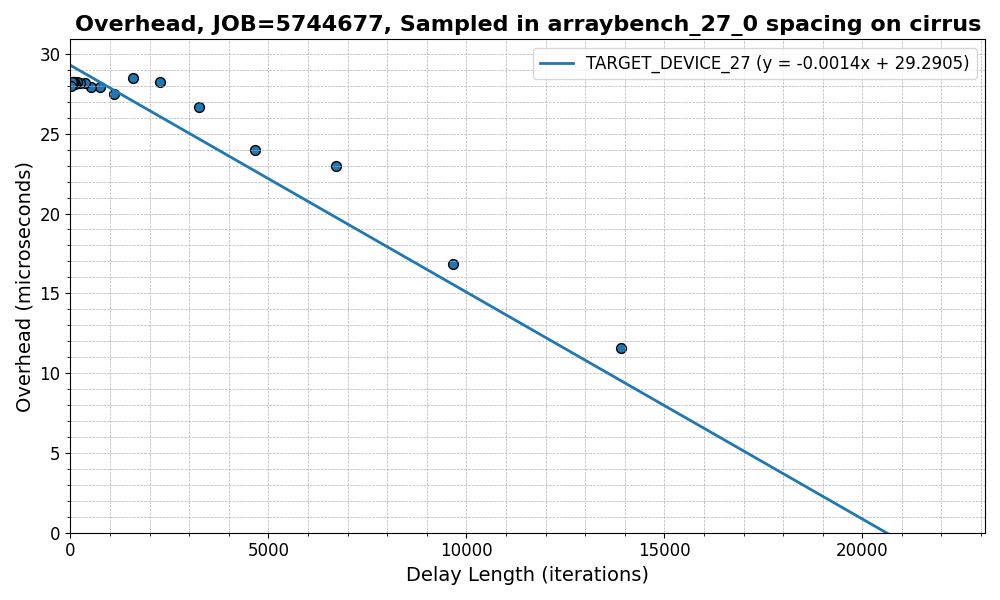 Overhead, JOB=5744677, Sampled in arraybench_27_0 spacing on cirrus
TARGET_DEVICE_27 (y = -0.0014x + 29.2905)
Overhead (microseconds)
30
25
20
15
10
5
0
0 5000 10000 15000 20000
Delay Length (iterations)